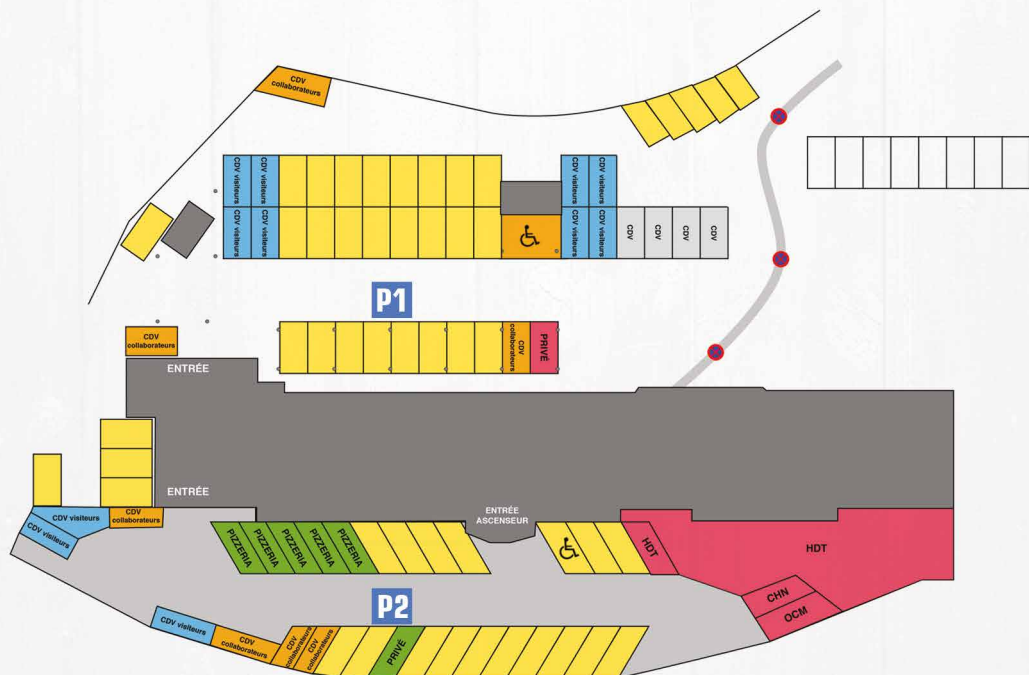 CDV
collaborateurs
CDV visiteurs
CDV visiteurs
CDV visiteurs
CDV visiteurs
CDV visiteurs
CDV visiteurs
CDV visiteurs
CDV visiteurs
CDV
CDV
CDV
CDV
P1
CDV
collaborateurs
CDV
collaborateurs
PRIVÉ
ENTRÉE
ENTRÉE
ENTRÉE
ASCENSEUR
CDV visiteurs
CDV visiteurs
CDV
collaborateurs
PIZZERIA
PIZZERIA
PIZZERIA
PIZZERIA
PIZZERIA
HDT
HDT
CHN
OCM
P2
CDV visiteurs
CDV
collaborateurs
CDV
collaborateurs
CDV
collaborateurs
PRIVÉ